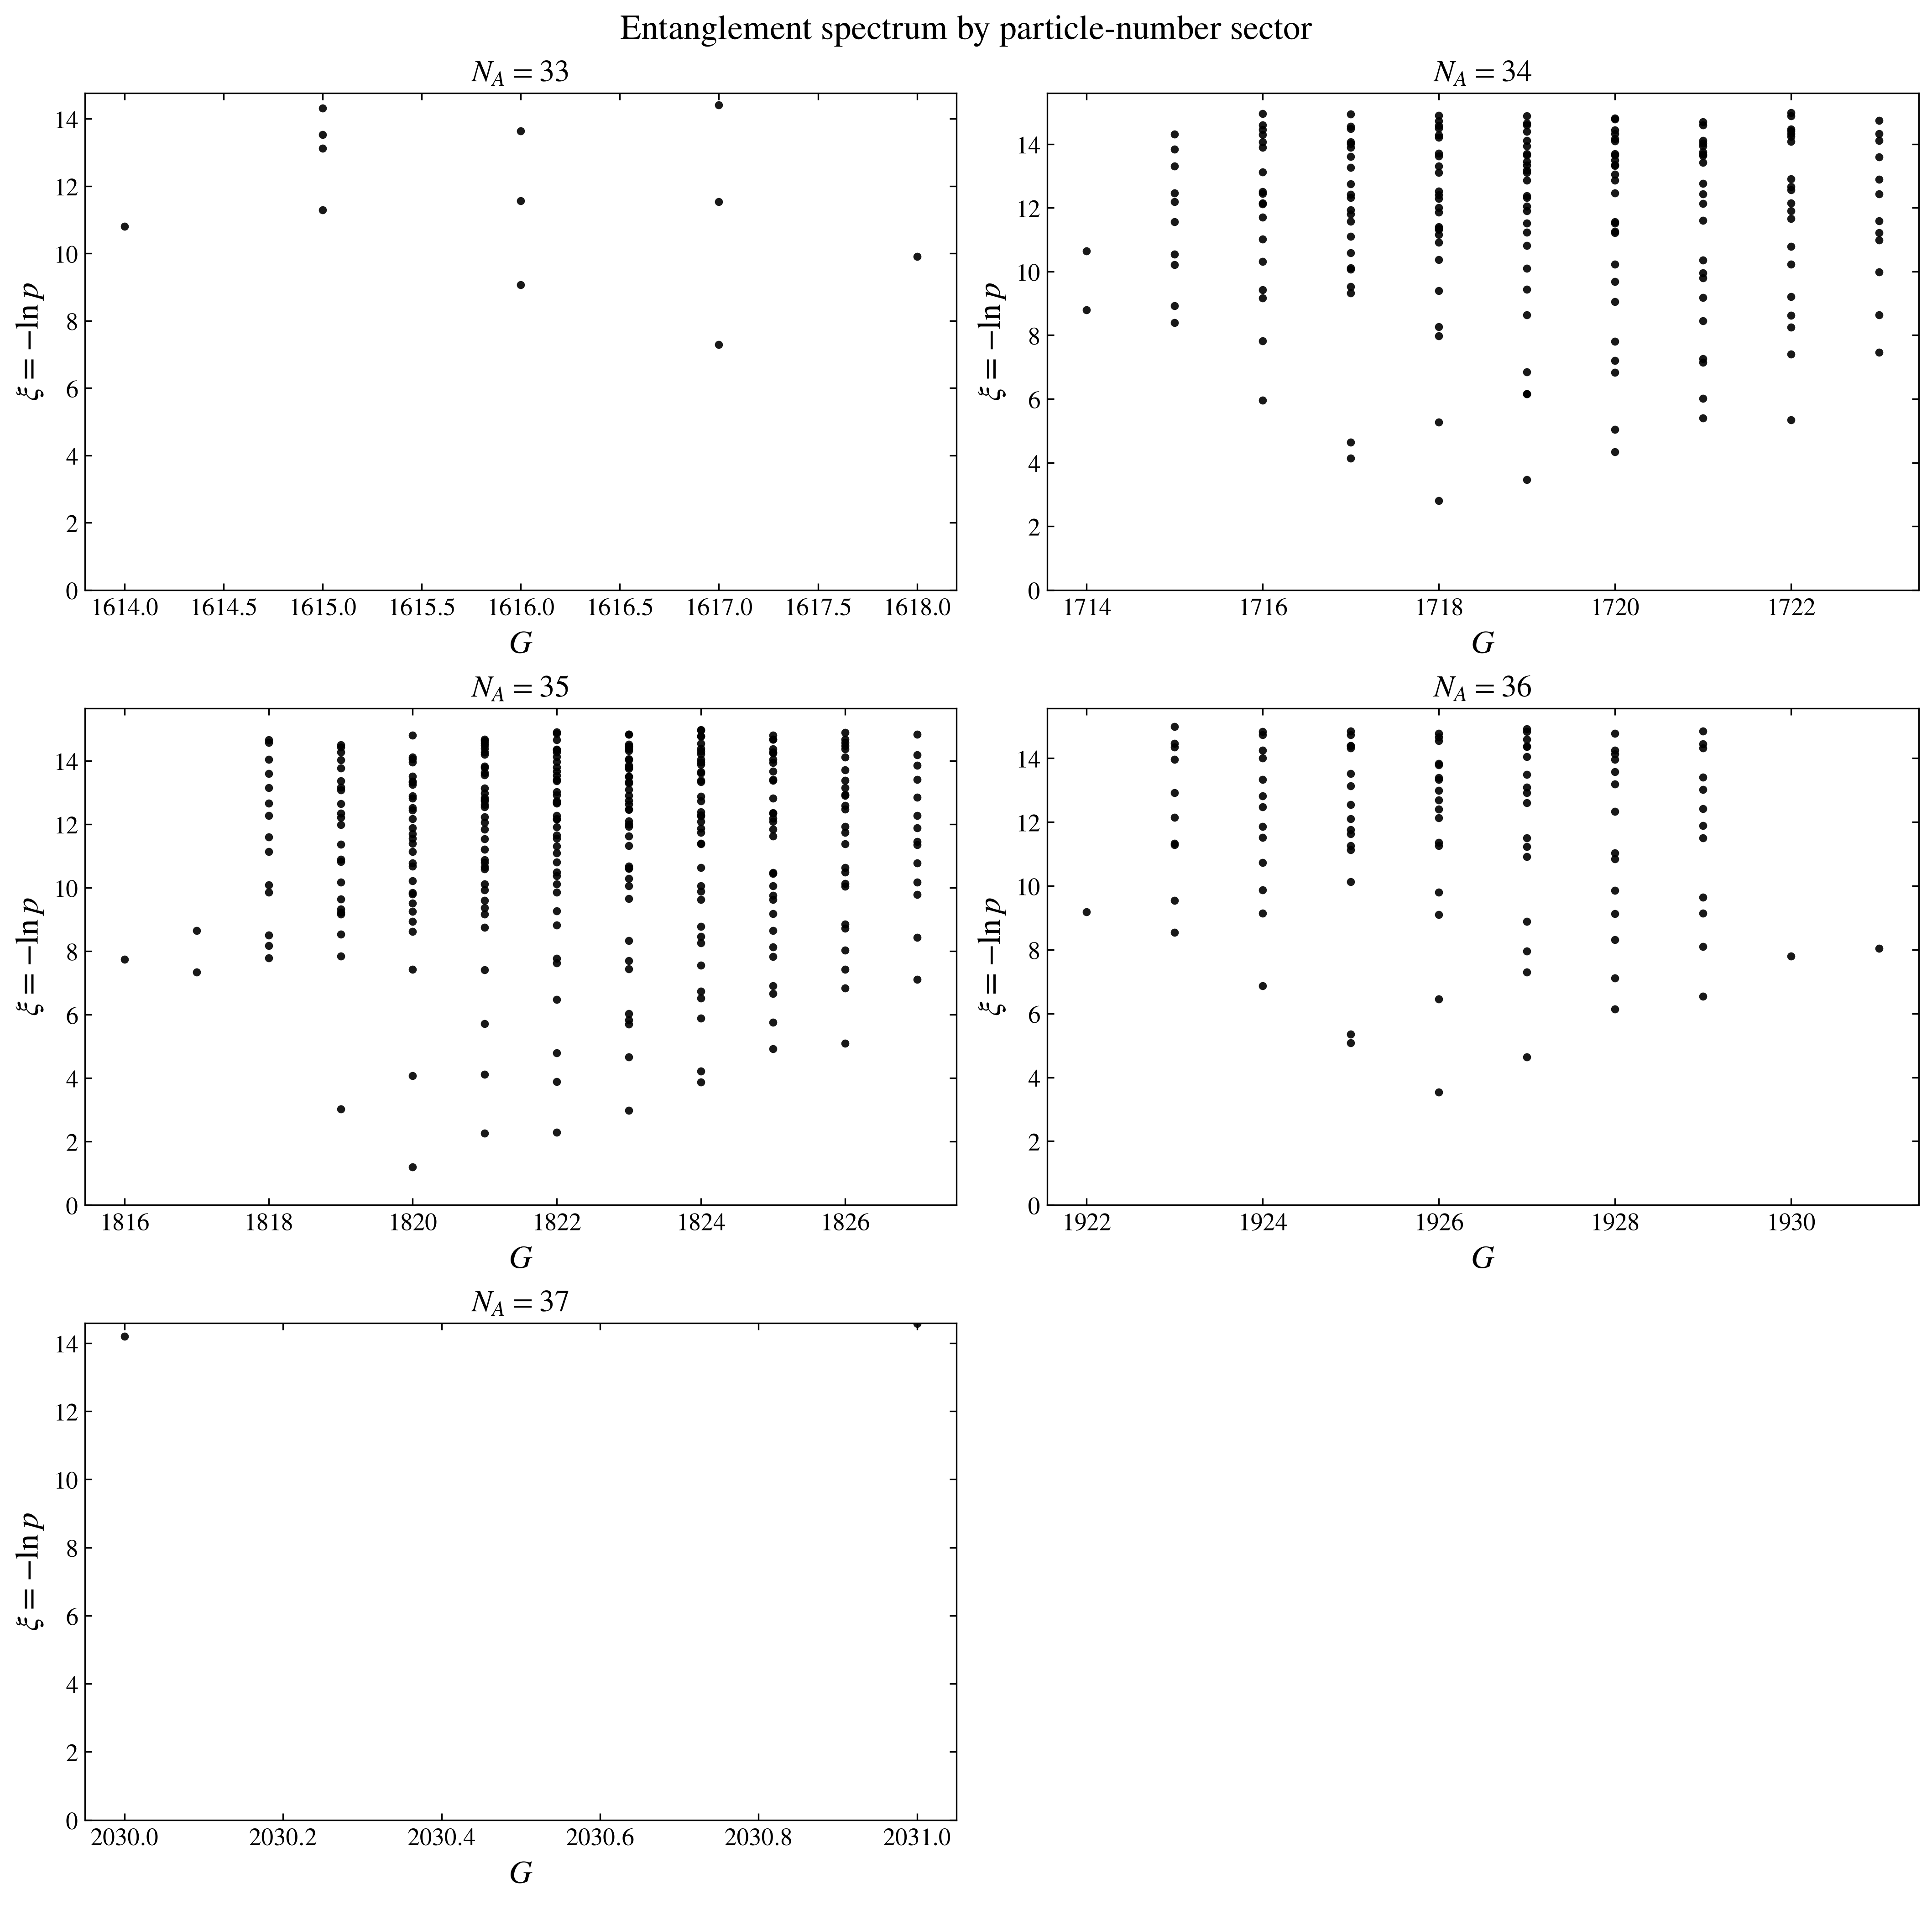 Entanglement spectrum by particle-number sector
N_A = 33
14
12
10
8
6
4
2
0
ξ = −ln p
1614.0 1614.5 1615.0 1615.5 1616.0 1616.5 1617.0 1617.5 1618.0
G
N_A = 34
14
12
10
8
6
4
2
0
ξ = −ln p
1714 1716 1718 1720 1722
G
N_A = 35
14
12
10
8
6
4
2
0
ξ = −ln p
1816 1818 1820 1822 1824 1826
G
N_A = 36
14
12
10
8
6
4
2
0
ξ = −ln p
1922 1924 1926 1928 1930
G
N_A = 37
14
12
10
8
6
4
2
0
ξ = −ln p
2030.0 2030.2 2030.4 2030.6 2030.8 2031.0
G